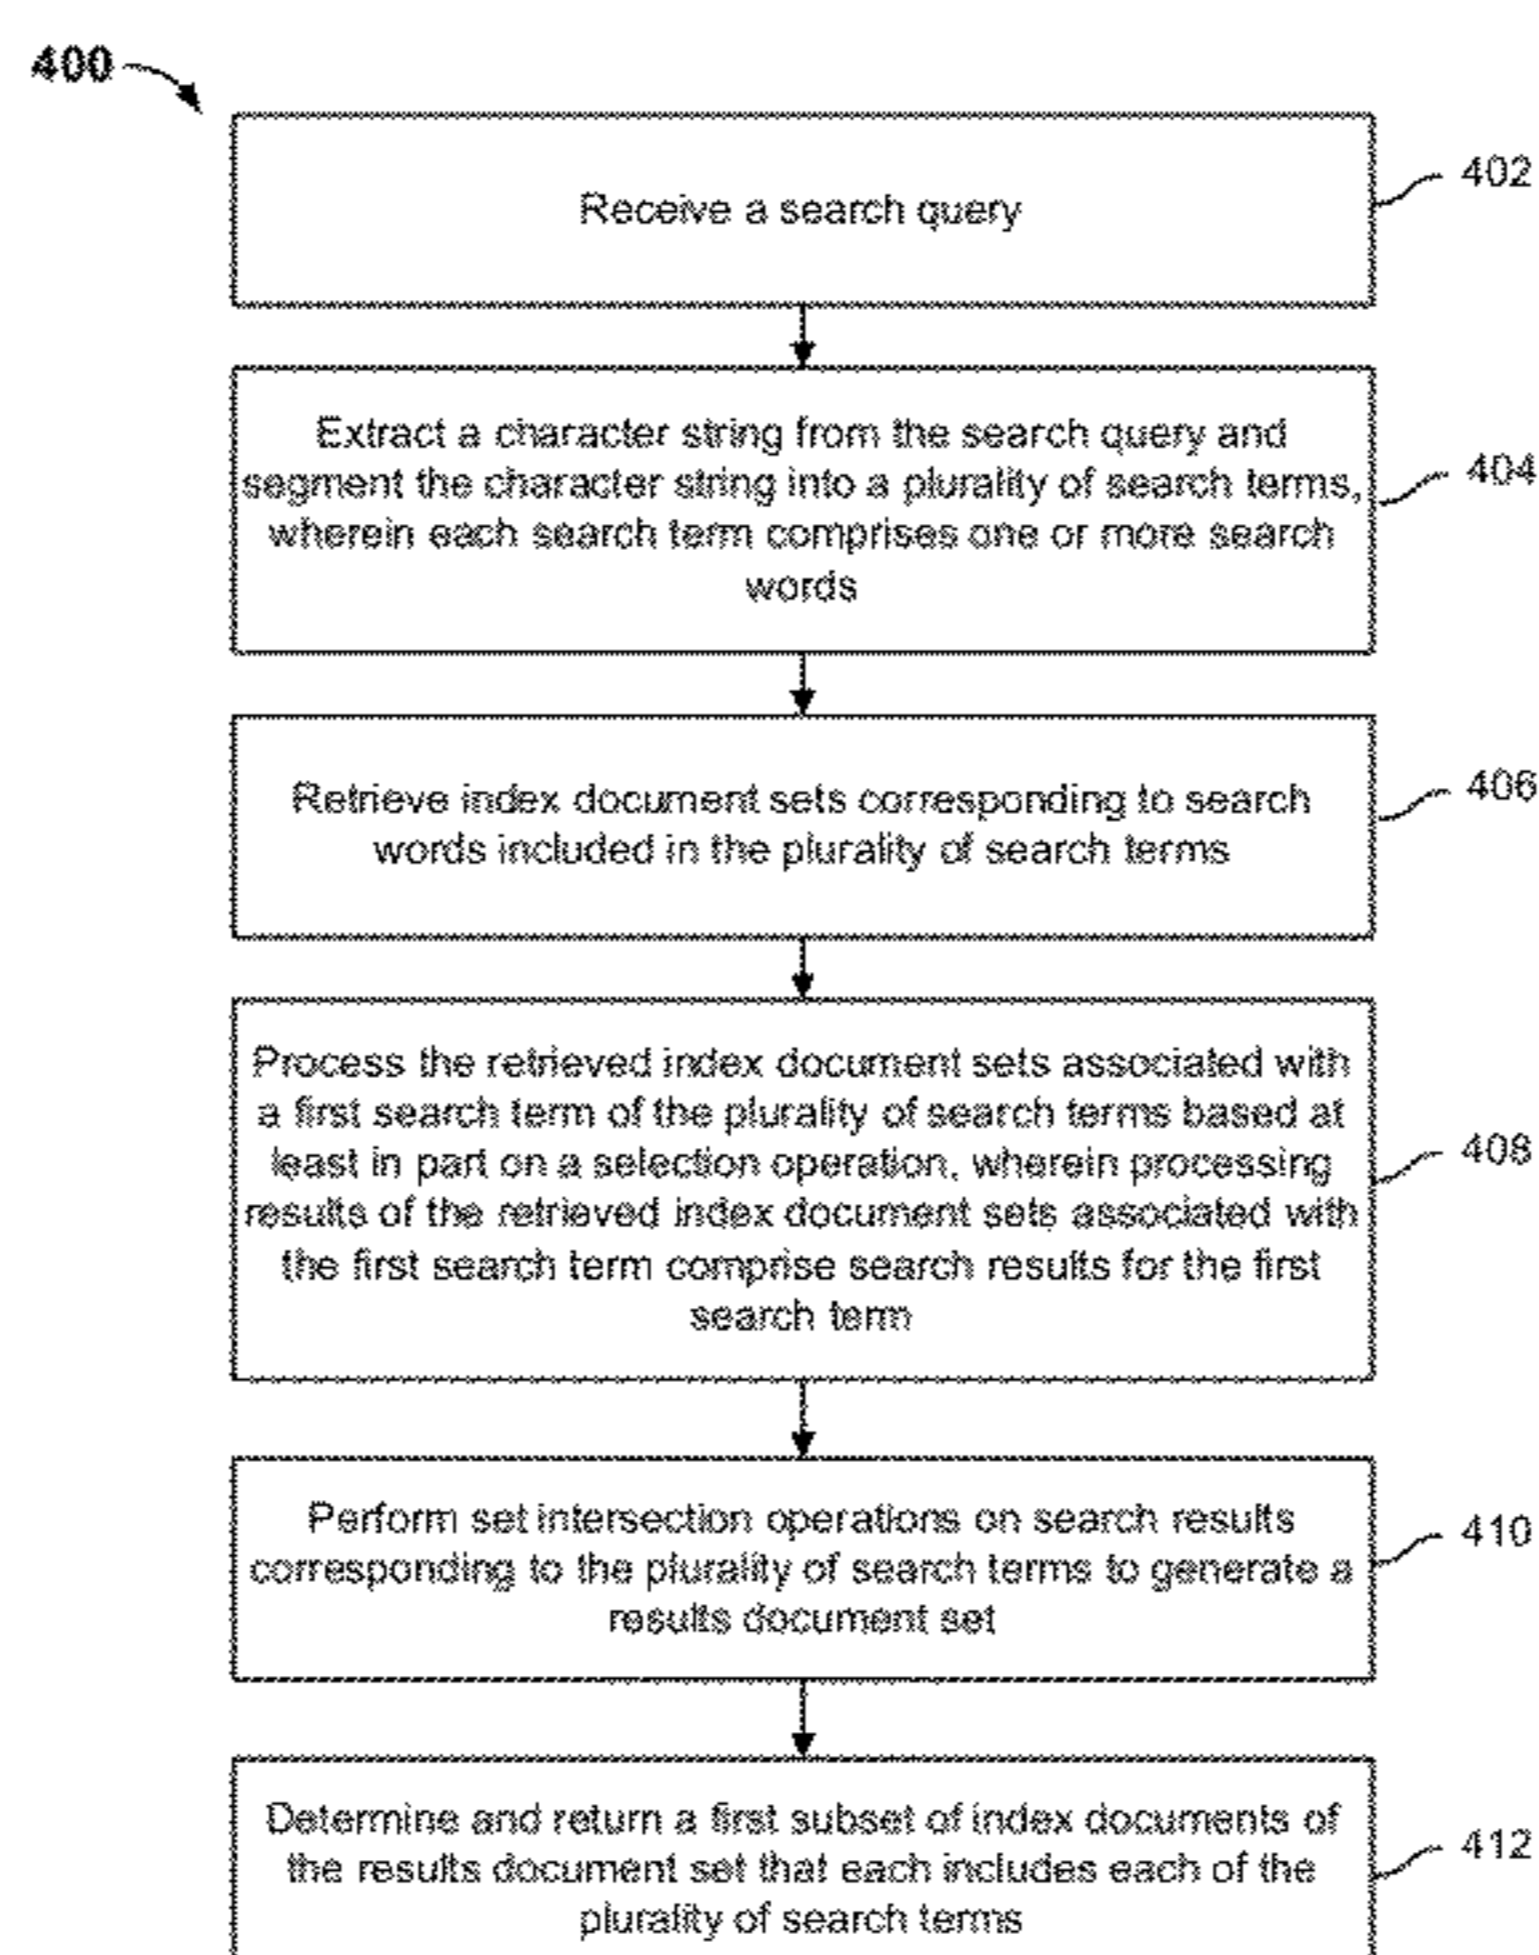 400
Receive a search query
402
Extract a character string from the search query and
segment the character string into a plurality of search terms,
wherein each search term comprises one or more search
words
404
Retrieve index document sets corresponding to search
words included in the plurality of search terms
406
Process the retrieved index document sets associated with
a first search term of the plurality of search terms based at
least in part on a selection operation, wherein processing
results of the retrieved index document sets associated with
the first search term comprise search results for the first
search term
408
Perform set intersection operations on search results
corresponding to the plurality of search terms to generate a
results document set
410
Determine and return a first subset of index documents of
the results document set that each includes each of the
plurality of search terms
412